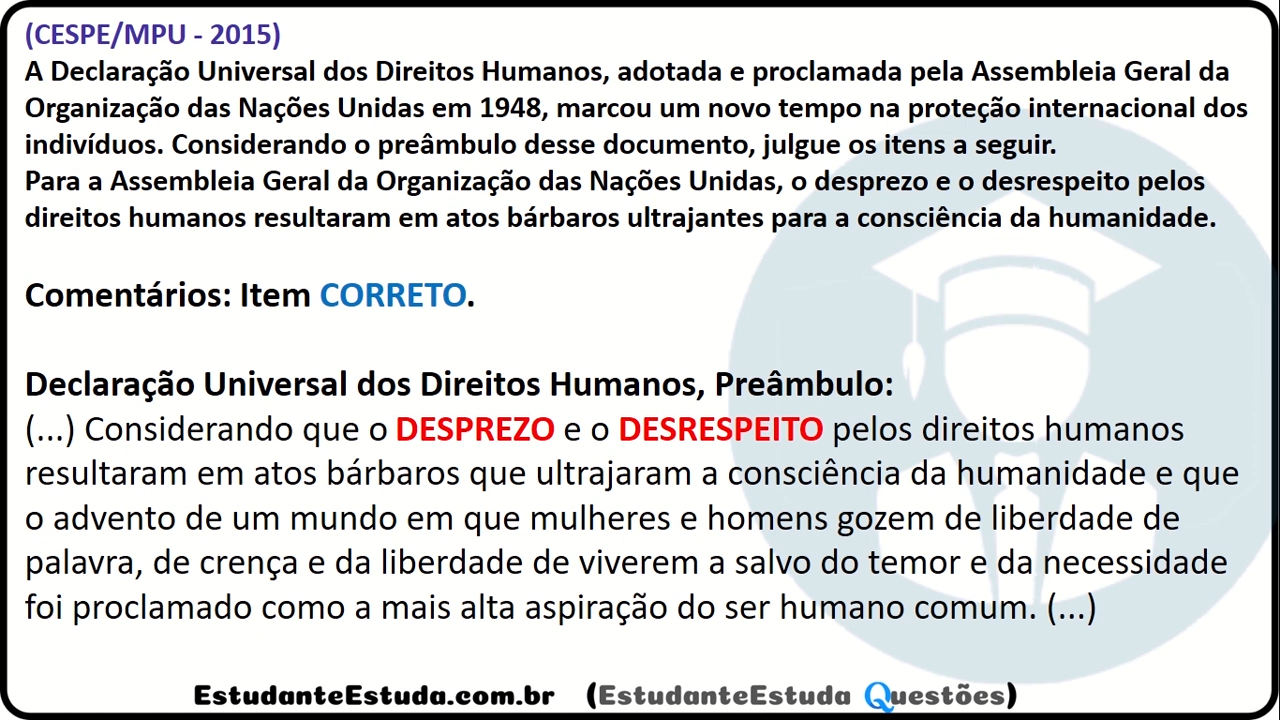 (CESPE/MPU - 2015)
A Declaração Universal dos Direitos Humanos, adotada e proclamada pela Assembleia Geral da
Organização das Nações Unidas em 1948, marcou um novo tempo na proteção internacional dos
indivíduos. Considerando o preâmbulo desse documento, julgue os itens a seguir.
Para a Assembleia Geral da Organização das Nações Unidas, o desprezo e o desrespeito pelos
direitos humanos resultaram em atos bárbaros ultrajantes para a consciência da humanidade.
Comentários: Item CORRETO.
Declaração Universal dos Direitos Humanos, Preâmbulo:
(...) Considerando que o DESPREZO e o DESRESPEITO pelos direitos humanos
resultaram em atos bárbaros que ultrajaram a consciência da humanidade e que
o advento de um mundo em que mulheres e homens gozem de liberdade de
palavra, de crença e da liberdade de viverem a salvo do temor e da necessidade
foi proclamado como a mais alta aspiração do ser humano comum. (...)
EstudanteEstuda.com.br (EstudanteEstuda Questões)